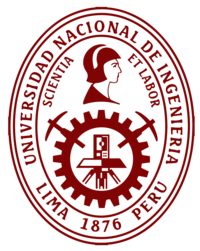 UNIVERSIDAD NACIONAL DE INGENIERIA
SCIENTIA ET LABOR
LIMA 1876 PERU